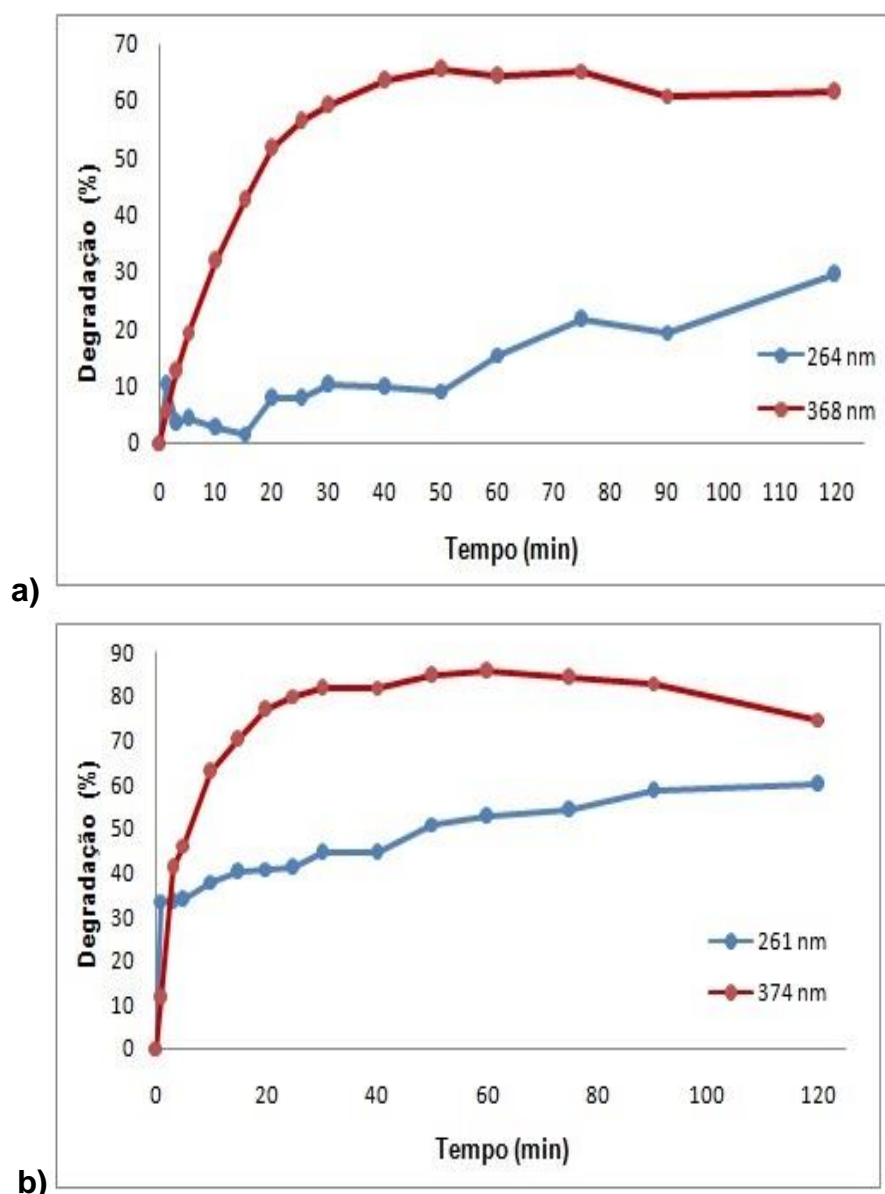 70
60
50
40
30
20
10
0
Degradação (%)
264 nm
368 nm
0 10 20 30 40 50 60 70 80 90 100 110 120
Tempo (min)
a)
90
80
70
60
50
40
30
20
10
0
Degradação (%)
261 nm
374 nm
0 20 40 60 80 100 120
Tempo (min)
b)